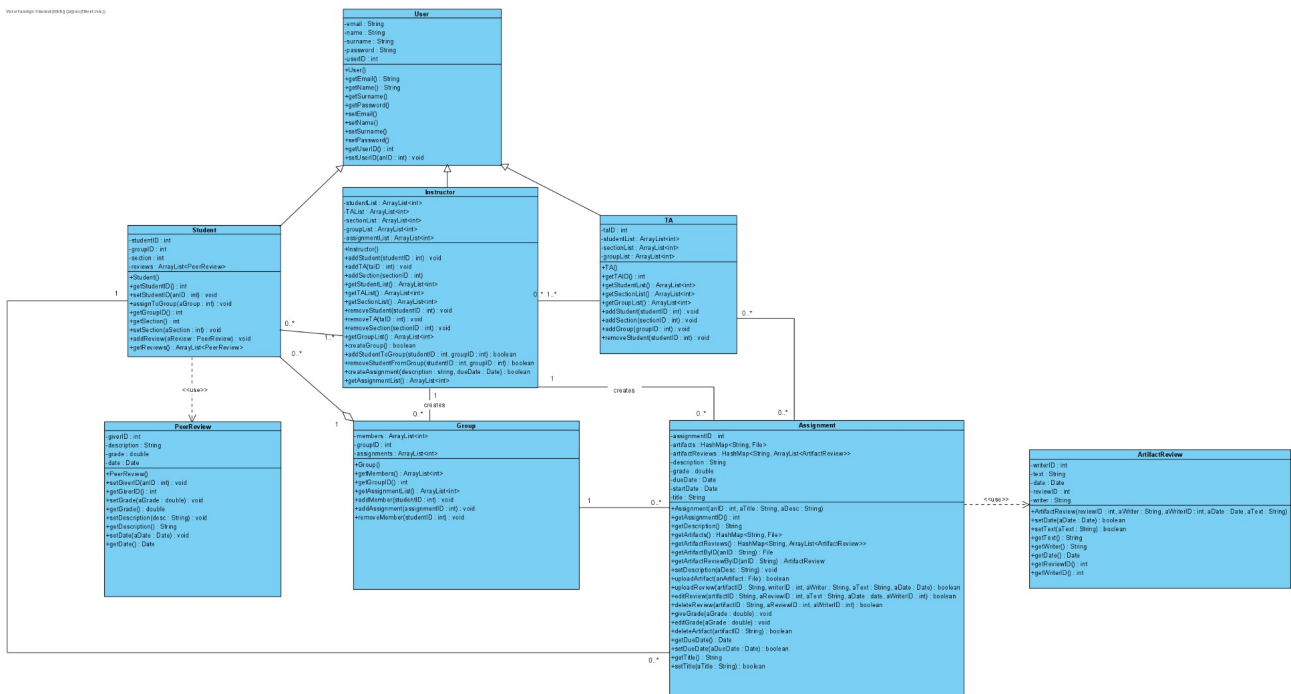 User
-email : String
-name : String
-surname : String
-password : String
-userID : int
+User()
+getEmail() : String
+getName() : String
+getSurname()
+getPassword()
+setEmail()
+setName()
+setSurname()
+setPassword()
+getUserID() : int
+setUserID(anID : int) : void
Instructor
-studentList : ArrayList<int>
-TAList : ArrayList<int>
-sectionList : ArrayList<int>
-groupList : ArrayList<int>
-assignmentList : ArrayList<int>
+Instructor()
+addStudent(studentID : int) : void
+addTA(taID : int) : void
+addSection(sectionID : int)
+getStudentList() : ArrayList<int>
+getTAList() : ArrayList<int>
+getSectionList() : ArrayList<int>
+removeStudent(studentID : int) : void
+removeTA(taID : int) : void
+removeSection(sectionID : int) : void
+getGroupList() : ArrayList<int>
+createGroup() : boolean
+addStudentToGroup(studentID : int, groupID : int) : boolean
+removeStudentFromGroup(studentID : int, groupID : int) : boolean
+createAssignment(description : string, dueDate : Date) : boolean
+getAssignmentList() : ArrayList<int>
TA
-taID : int
-studentList : ArrayList<int>
-sectionList : ArrayList<int>
-groupList : ArrayList<int>
+TA()
+getTAID() : int
+getStudentList() : ArrayList<int>
+getSectionList() : ArrayList<int>
+getGroupList() : ArrayList<int>
+addStudent(studentID : int) : void
+addSection(sectionID : int) : void
+addGroup(groupID : int) : void
+removeStudent(studentID : int) : void
Student
-studentID : int
-groupID : int
-section : int
-reviews : ArrayList<PeerReview>
+Student()
+getStudentID() : int
+setStudentID(anID : int) : void
+assignToGroup(aGroup : int) : void
+getGroupID() : int
+getSection() : int
+setSection(aSection : int) : void
+addReview(aReview : PeerReview) : void
+getReviews() : ArrayList<PeerReview>
1
0..*
1..*
0..*
1..*
0..*
0..*
<<use>>
1
creates
0..*
1
creates
0..*
0..*
1
PeerReview
-giverID : int
-description : String
-grade : double
-date : Date
+PeerReview()
+setGiverID(anID : int) : void
+getGiverID() : int
+setGrade(aGrade : double) : void
+getGrade() : double
+setDescription(desc : String) : void
+getDescription() : String
+setDate(aDate : Date) : void
+getDate() : Date
Group
-members : ArrayList<int>
-groupID : int
-assignments : ArrayList<int>
+Group()
+getMembers() : ArrayList<int>
+getGroupID() : int
+getAssignmentList() : ArrayList<int>
+addMember(studentID : int) : void
+addAssignment(assignmentID : int) : void
+removeMember(studentID : int) : void
1
0..*
Assignment
-assignmentID : int
-artifacts : HashMap<String, File>
-artifactReviews : HashMap<String, ArrayList<ArtifactReview>>
-description : String
-grade : double
-dueDate : Date
-startDate : Date
-title : String
+Assignment(anID : int, aTitle : String, aDesc : String)
+getAssignmentID() : int
+getDescription() : String
+getArtifacts() : HashMap<String, File>
+getArtifactReviews() : HashMap<String, ArrayList<ArtifactReview>>
+getArtifactByID(anID : String) : File
+getArtifactReviewByID(anID : String) : ArtifactReview
+setDescription(aDesc : String) : void
+uploadArtifact(anArtifact : File) : boolean
+uploadReview(artifactID : String, writerID : int, aWriter : String, aText : String, aDate : Date) : boolean
+editReview(artifactID : String, aReviewID : int, aText : String, aDate : date, aWriterID : int) : boolean
+deleteReview(artifactID : String, aReviewID : int, aWriterID : int) : boolean
+giveGrade(aGrade : double) : void
+editGrade(aGrade : double) : void
+deleteArtifact(artifactID : String) : boolean
+getDueDate() : Date
+setDueDate(aDueDate : Date) : boolean
+getTitle() : String
+setTitle(aTitle : String) : boolean
0..*
<<use>>
ArtifactReview
-writerID : int
-text : String
-date : Date
-reviewID : int
-writer : String
+ArtifactReview(reviewID : int, aWriter : String, aWriterID : int, aDate : Date, aText : String)
+setDate(aDate : Date) : boolean
+setText(aText : String) : boolean
+getText() : String
+getWriter() : String
+getDate() : Date
+getReviewID() : int
+getWriterID() : int